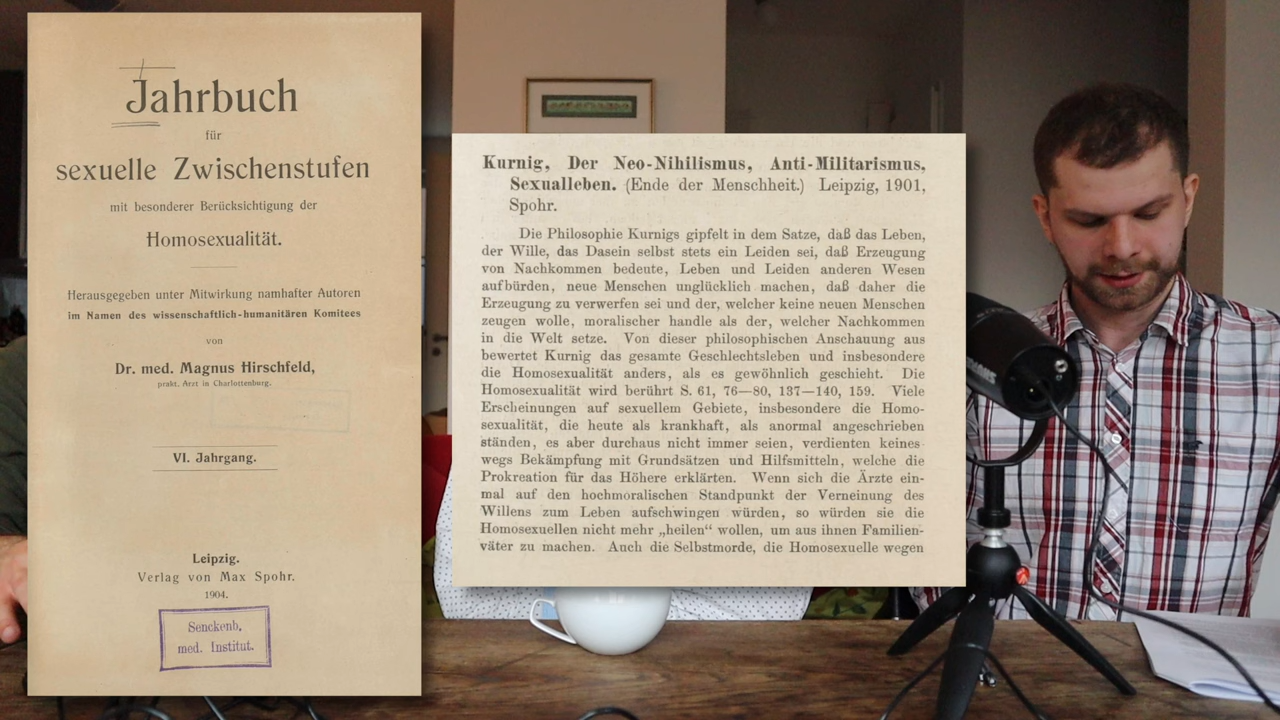 Jahrbuch
für
sexuelle Zwischenstufen
mit besonderer Berücksichtigung der
Homosexualität.
Herausgegeben unter Mitwirkung namhafter Autoren
im Namen des wissenschaftlich-humanitären Komitees
von
Dr. med. Magnus Hirschfeld,
prakt. Arzt in Charlottenburg.
VI. Jahrgang.
Leipzig.
Verlag von Max Spohr.
1904.
Senckenb.
med. Institut.
Kurnig, Der Neo-Nihilismus, Anti-Militarismus,
Sexualleben. (Ende der Menschheit.) Leipzig, 1901,
Spohr.
Die Philosophie Kurnigs gipfelt in dem Satze, daß das Leben,
der Wille, das Dasein selbst stets ein Leiden sei, daß Erzeugung
von Nachkommen bedeute, Leben und Leiden anderen Wesen
aufbürden, neue Menschen unglücklich machen, daß daher die
Erzeugung zu verwerfen sei und der, welcher keine neuen Menschen
zeugen wolle, moralischer handle als der, welcher Nachkommen
in die Welt setze. Von dieser philosophischen Anschauung aus
bewertet Kurnig das gesamte Geschlechtsleben und insbesondere
die Homosexualität anders, als es gewöhnlich geschieht. Die
Homosexualität wird berührt S. 61, 76—80, 137—140, 159. Viele
Erscheinungen auf sexuellem Gebiete, insbesondere die Homo-
sexualität, die heute als krankhaft, als anormal angeschrieben
ständen, es aber durchaus nicht immer seien, verdienten keines-
wegs Bekämpfung mit Grundsätzen und Hilfsmitteln, welche die
Prokreation für das Höhere erklärten. Wenn sich die Ärzte ein-
mal auf den hochmoralischen Standpunkt der Verneinung des
Willens zum Leben aufschwingen würden, so würden sie die
Homosexuellen nicht mehr „heilen“ wollen, um aus ihnen Familien-
väter zu machen. Auch die Selbstmorde, die Homosexuelle wegen